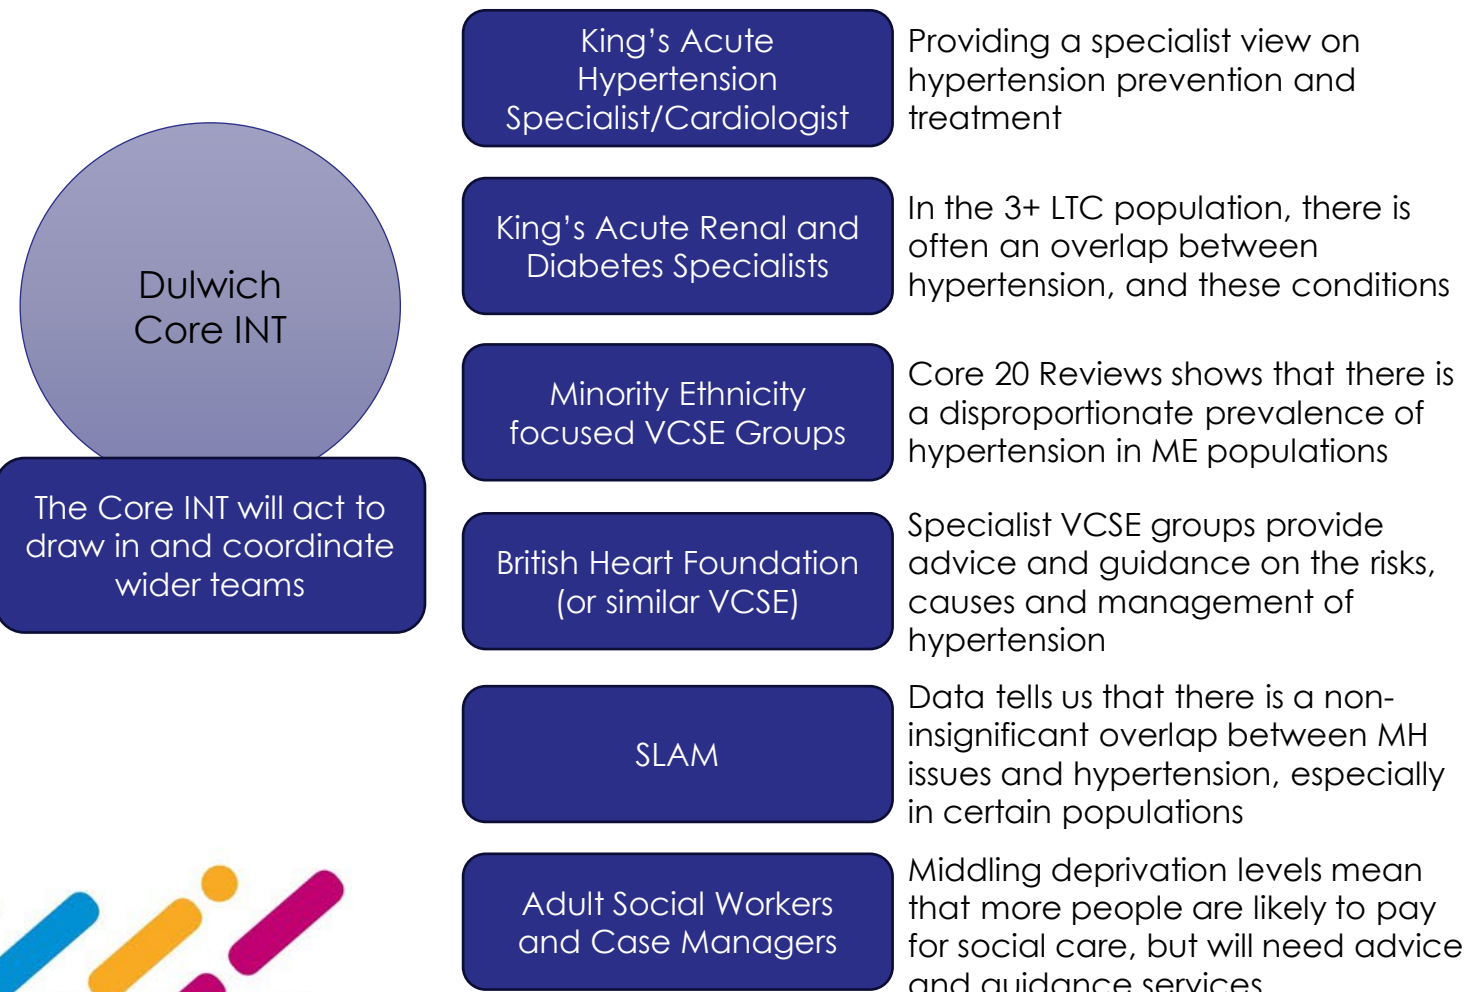 Dulwich
Core INT
The Core INT will act to
draw in and coordinate
wider teams
King's Acute
Hypertension
Specialist/Cardiologist
Providing a specialist view on
hypertension prevention and
treatment
King's Acute Renal and
Diabetes Specialists
In the 3+ LTC population, there is
often an overlap between
hypertension, and these conditions
Minority Ethnicity
focused VCSE Groups
Core 20 Reviews shows that there is
a disproportionate prevalence of
hypertension in ME populations
British Heart Foundation
(or similar VCSE)
Specialist VCSE groups provide
advice and guidance on the risks,
causes and management of
hypertension
SLAM
Data tells us that there is a non-
insignificant overlap between MH
issues and hypertension, especially
in certain populations
Adult Social Workers
and Case Managers
Middling deprivation levels mean
that more people are likely to pay
for social care, but will need advice
and guidance services